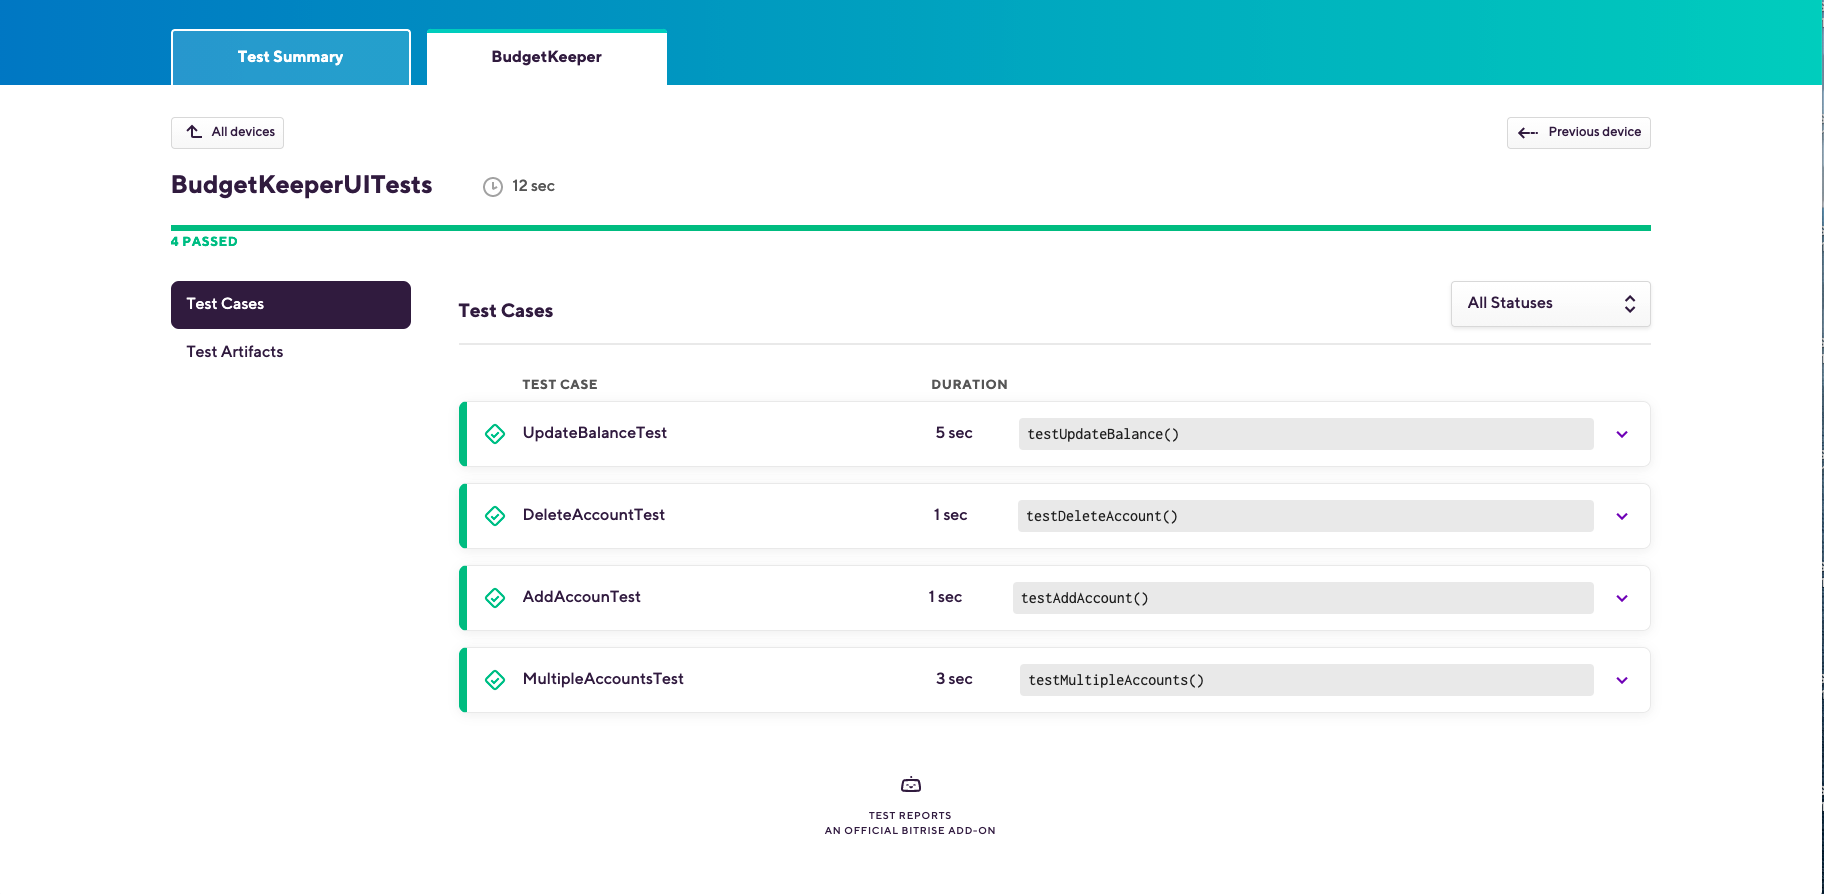 Test Summary
BudgetKeeper
All devices
Previous device
BudgetKeeperUITests
12 sec
4 PASSED
Test Cases
Test Artifacts
Test Cases
All Statuses
TEST CASE DURATION
UpdateBalanceTest 5 sec testUpdateBalance()
DeleteAccountTest 1 sec testDeleteAccount()
AddAccounTest 1 sec testAddAccount()
MultipleAccountsTest 3 sec testMultipleAccounts()
TEST REPORTS
AN OFFICIAL BITRISE ADD-ON